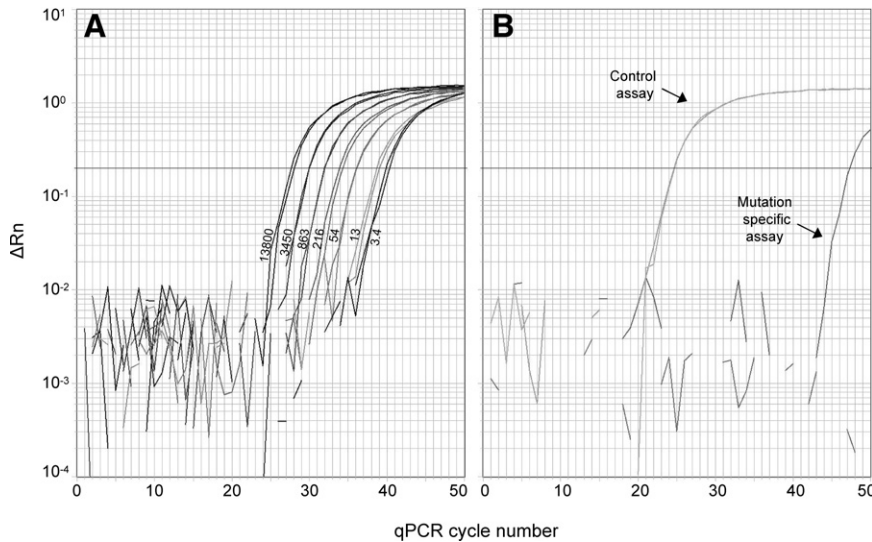 A
B
ΔRn
10¹
10⁰
10⁻¹
10⁻²
10⁻³
10⁻⁴
13800
3450
863
216
54
13
3.4
Control
assay
Mutation
specific
assay
0 10 20 30 40 50
0 10 20 30 40 50
qPCR cycle number